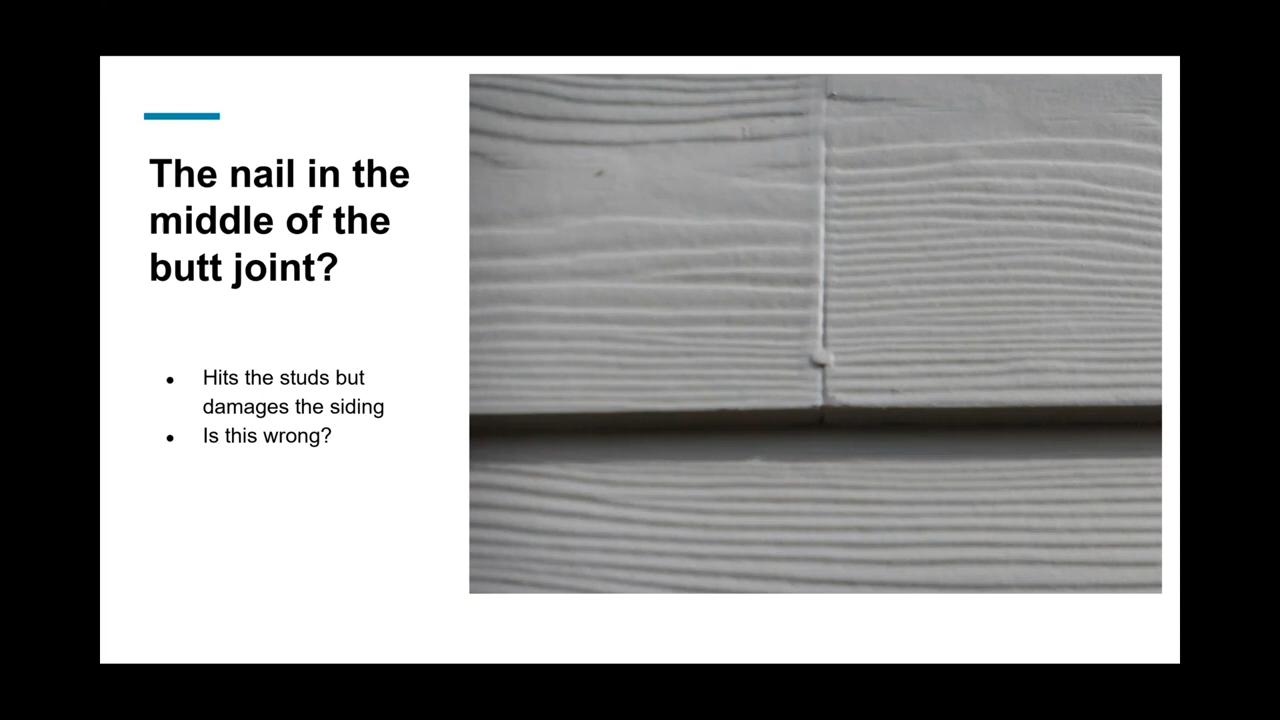 The nail in the
middle of the
butt joint?
● Hits the studs but
damages the siding
● Is this wrong?